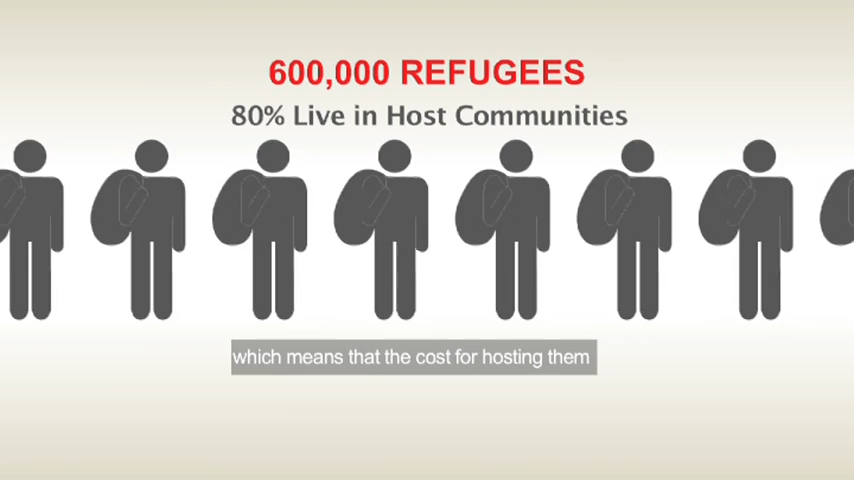 600,000 REFUGEES
80% Live in Host Communities
which means that the cost for hosting them